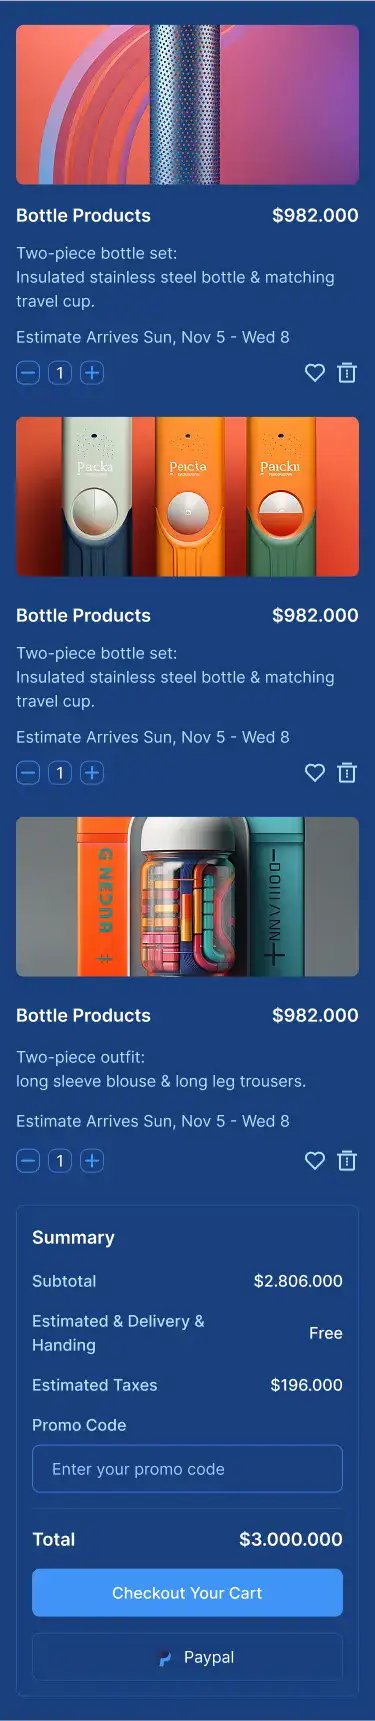 Bottle Products $982.000
Two-piece bottle set:
Insulated stainless steel bottle & matching
travel cup.
Estimate Arrives Sun, Nov 5 - Wed 8
1
Packa Pecta Packu
Bottle Products $982.000
Two-piece bottle set:
Insulated stainless steel bottle & matching
travel cup.
Estimate Arrives Sun, Nov 5 - Wed 8
1
Bottle Products $982.000
Two-piece outfit:
long sleeve blouse & long leg trousers.
Estimate Arrives Sun, Nov 5 - Wed 8
1
Summary
Subtotal $2.806.000
Estimated & Delivery &
Handing Free
Estimated Taxes $196.000
Promo Code
Enter your promo code
Total $3.000.000
Checkout Your Cart
Paypal